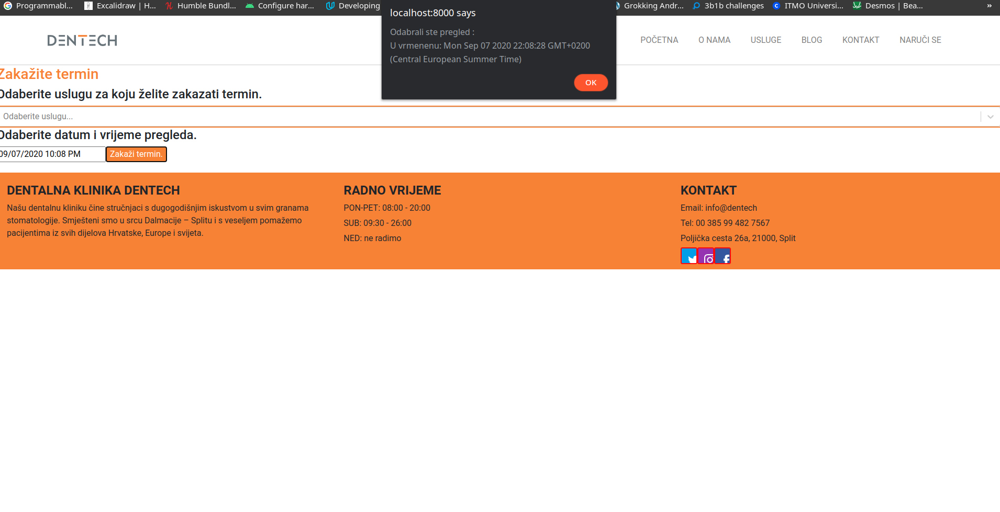 Programmabl...
Excalidraw | H...
Humble Bundl...
Configure har...
Developing
Grokking Andr...
3b1b challenges
ITMO Universi...
Desmos | Bea...
»
localhost:8000 says
Odabrali ste pregled :
U vrmenenu: Mon Sep 07 2020 22:08:28 GMT+0200
(Central European Summer Time)
OK
DENTECH
POČETNA
O NAMA
USLUGE
BLOG
KONTAKT
NARUČI SE
Zakažite termin
Odaberite uslugu za koju želite zakazati termin.
Odaberite uslugu...
Odaberite datum i vrijeme pregleda.
09/07/2020 10:08 PM
Zakaži termin.
DENTALNA KLINIKA DENTECH
Našu dentalnu kliniku čine stručnjaci s dugogodišnjim iskustvom u svim granama
stomatologije. Smješteni smo u srcu Dalmacije – Splitu i s veseljem pomažemo
pacijentima iz svih dijelova Hrvatske, Europe i svijeta.
RADNO VRIJEME
PON-PET: 08:00 - 20:00
SUB: 09:30 - 26:00
NED: ne radimo
KONTAKT
Email: info@dentech
Tel: 00 385 99 482 7567
Poljička cesta 26a, 21000, Split